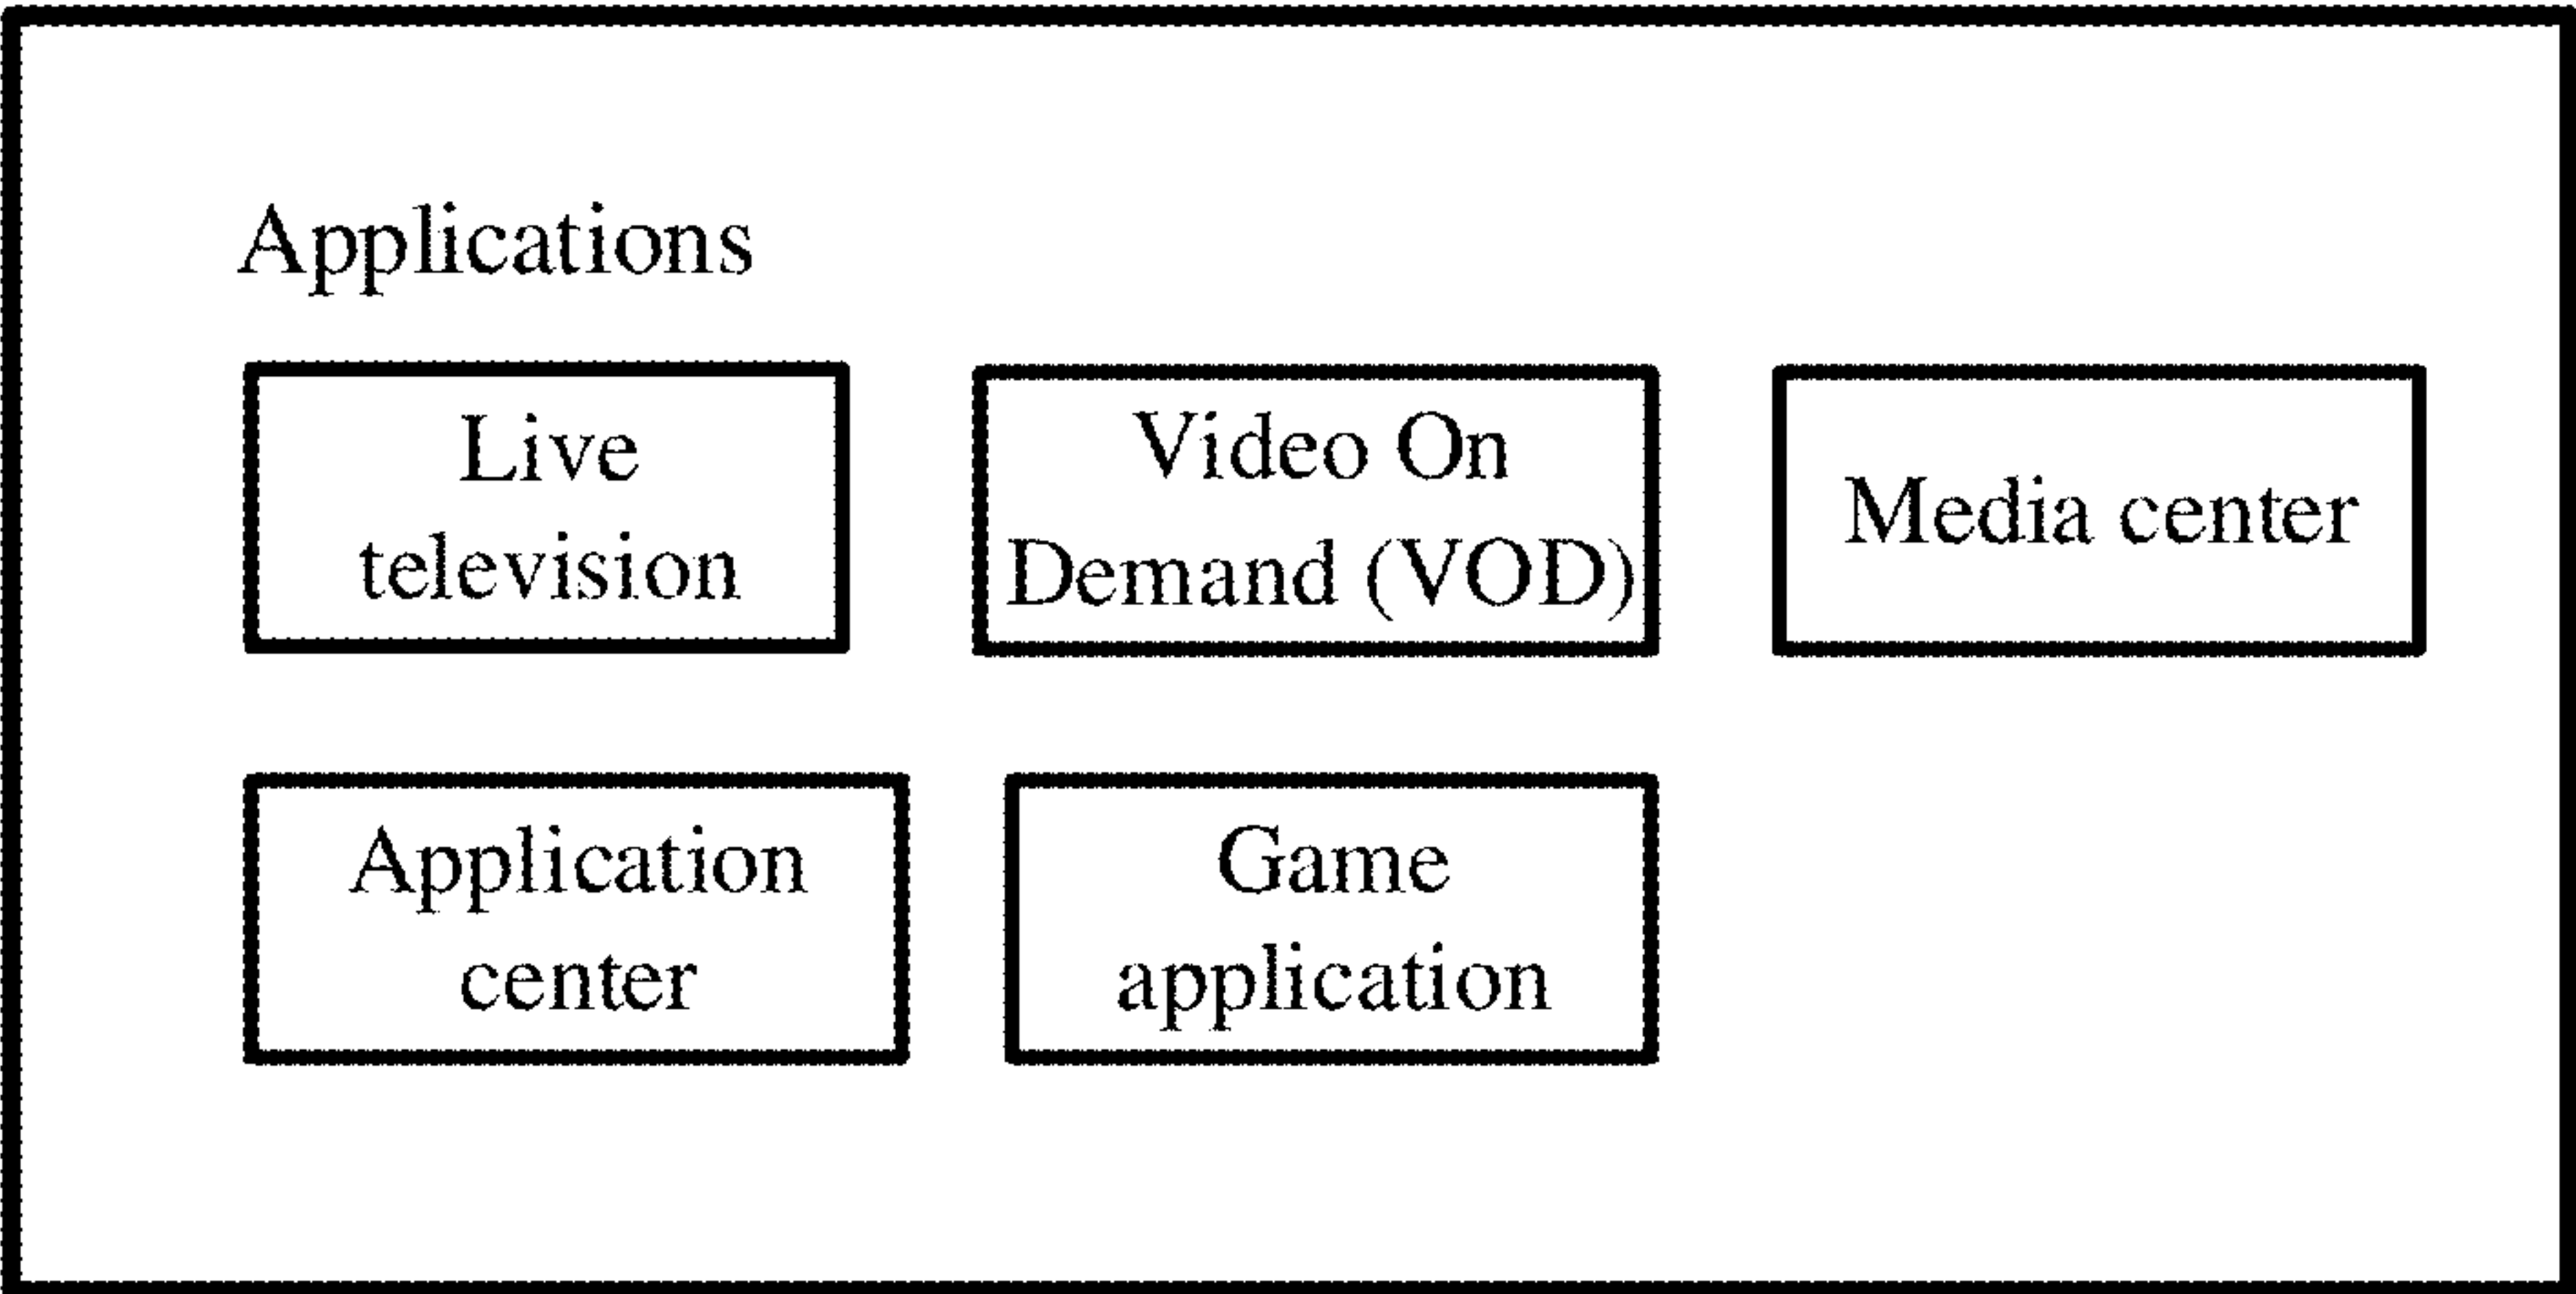 Applications
Live
television
Video On
Demand (VOD)
Media center
Application
center
Game
application